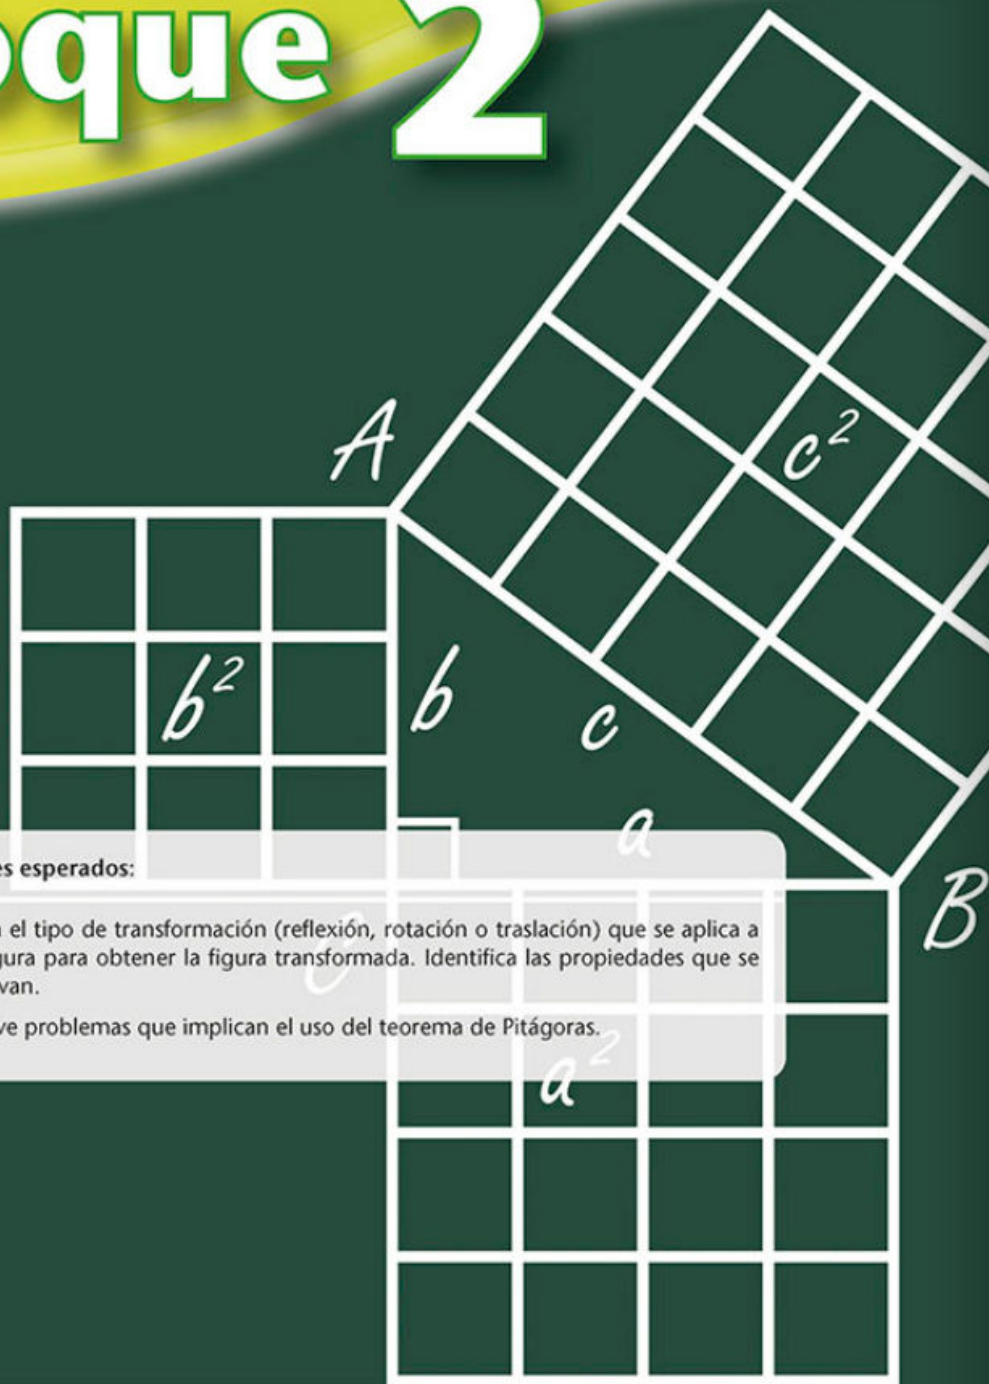 oque 2
A
c²
b²
b
c
a
es esperados:
B
el tipo de transformación (reflexión, rotación o traslación) que se aplica a
gura para obtener la figura transformada. Identifica las propiedades que se
van.
C
ve problemas que implican el uso del teorema de Pitágoras.
a²